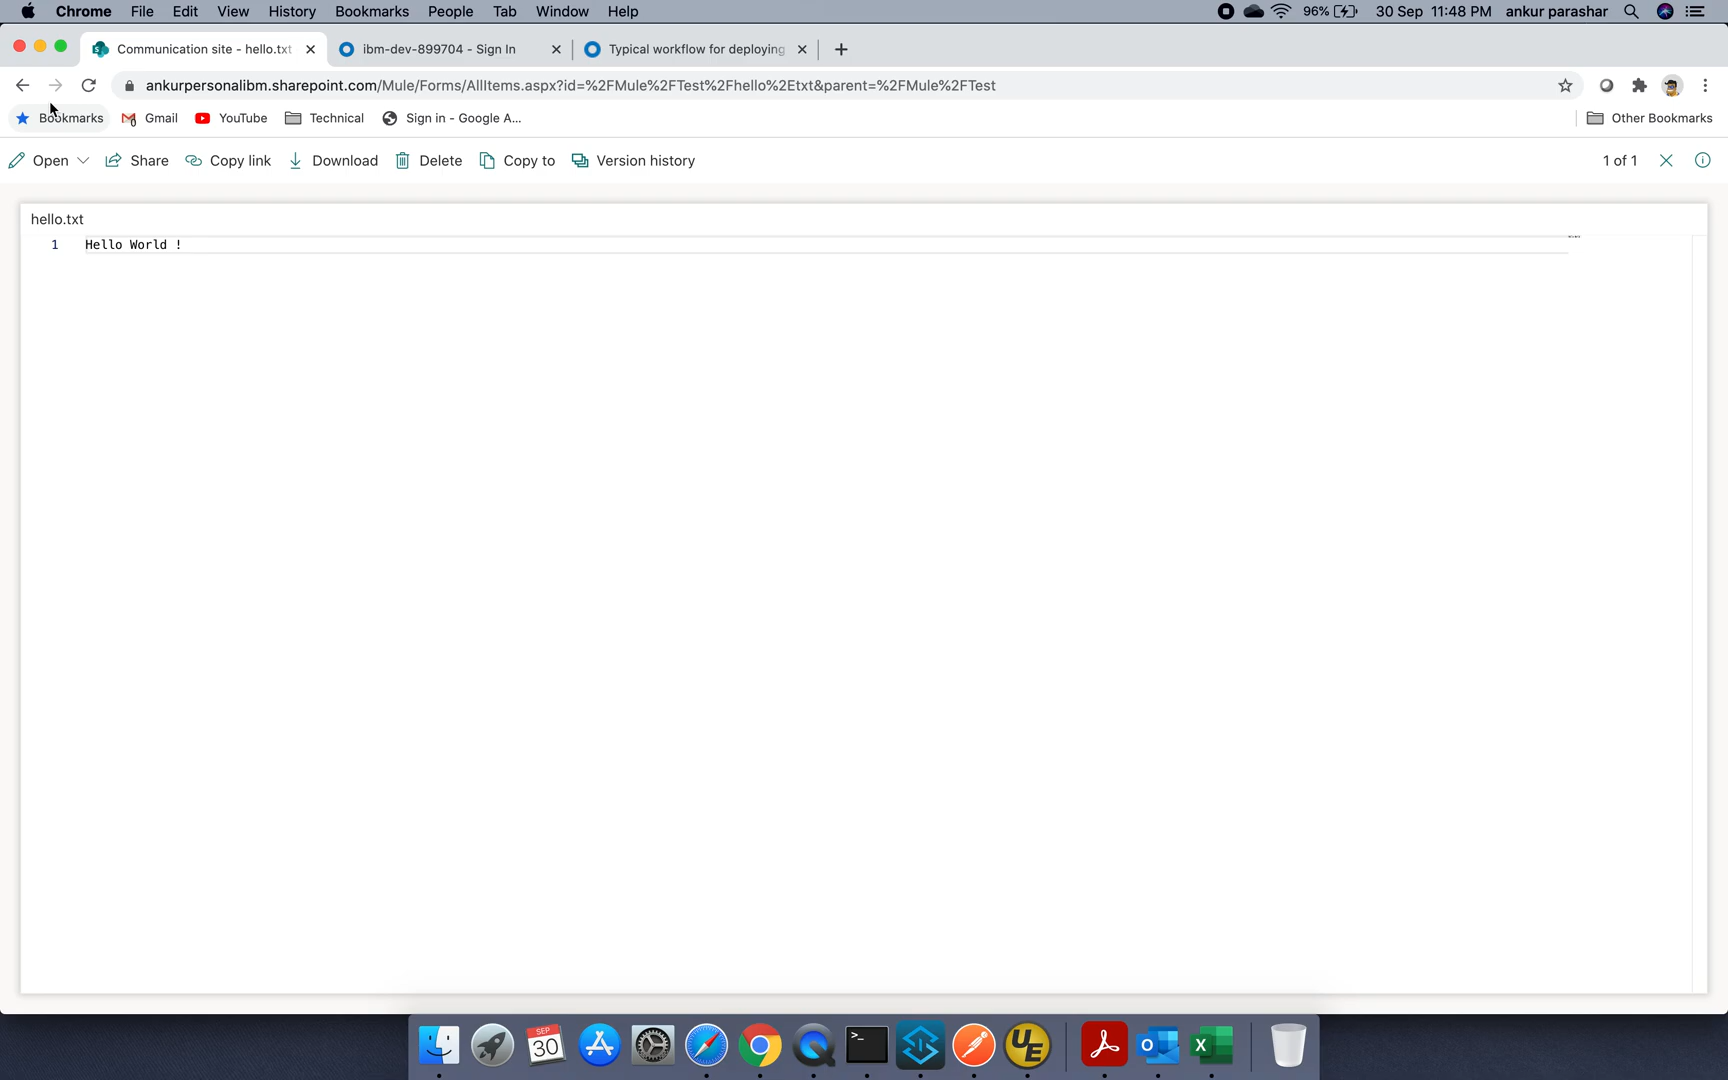 Chrome File Edit View History Bookmarks People Tab Window Help 96% 30 Sep 11:48 PM ankur parashar
Communication site - hello.txt ibm-dev-899704 - Sign In Typical workflow for deploying
ankurpersonalibm.sharepoint.com/Mule/Forms/AllItems.aspx?id=%2FMule%2FTest%2Fhello%2Etxt&parent=%2FMule%2FTest
Bookmarks Gmail YouTube Technical Sign in - Google A... Other Bookmarks
Open Share Copy link Download Delete Copy to Version history 1 of 1
hello.txt
1 Hello World !
SEP
30
>_
UE
O
X